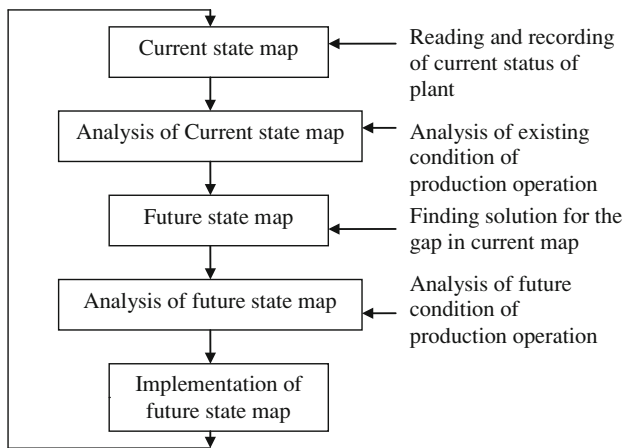 Current state map
Reading and recording
of current status of
plant
Analysis of Current state map
Analysis of existing
condition of
production operation
Future state map
Finding solution for the
gap in current map
Analysis of future state map
Analysis of future
condition of
production operation
Implementation of
future state map